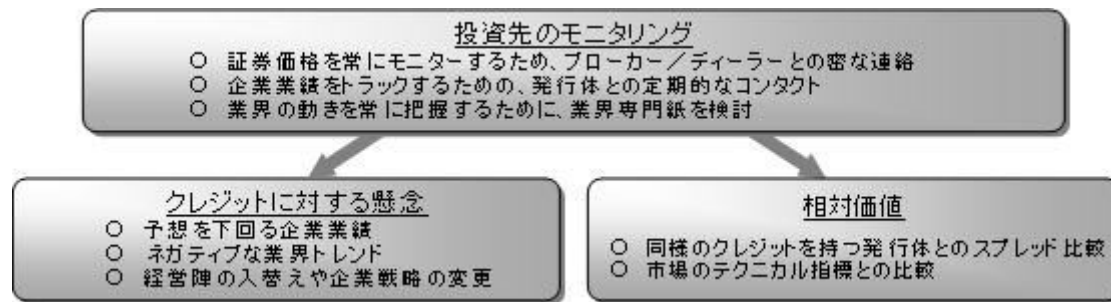 投資先のモニタリング
○ 証券価格を常にモニターするため、ブローカー／ディーラーとの密な連絡
○ 企業業績をトラックするための、発行体との定期的なコンタクト
○ 業界の動きを常に把握するために、業界専門紙を検討
クレジットに対する懸念
○ 予想を下回る企業業績
○ ネガティブな業界トレンド
○ 経営陣の入替えや企業戦略の変更
相対価値
○ 同様のクレジットを持つ発行体とのスプレッド比較
○ 市場のテクニカル指標との比較